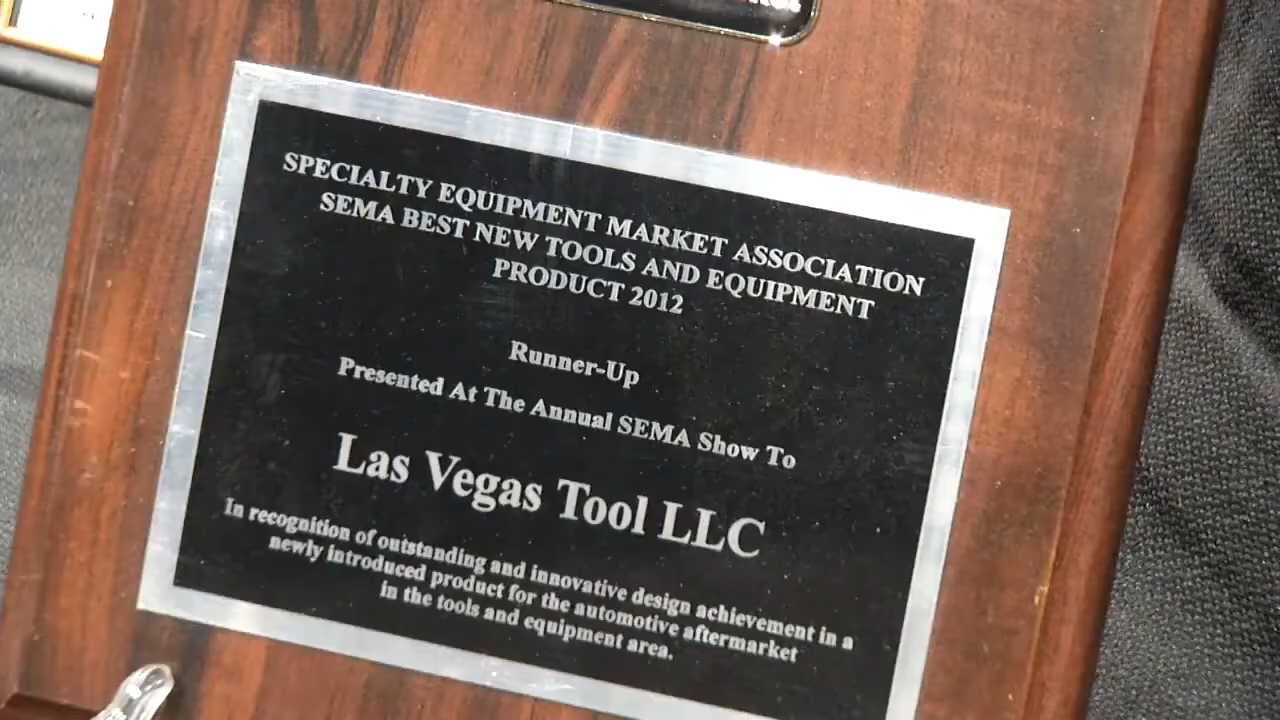 SPECIALTY EQUIPMENT MARKET ASSOCIATION
SEMA BEST NEW TOOLS AND EQUIPMENT
PRODUCT 2012
Runner-Up
Presented At The Annual SEMA Show To
Las Vegas Tool LLC
In recognition of outstanding and innovative design achievement in a
newly introduced product for the automotive aftermarket
in the tools and equipment area.